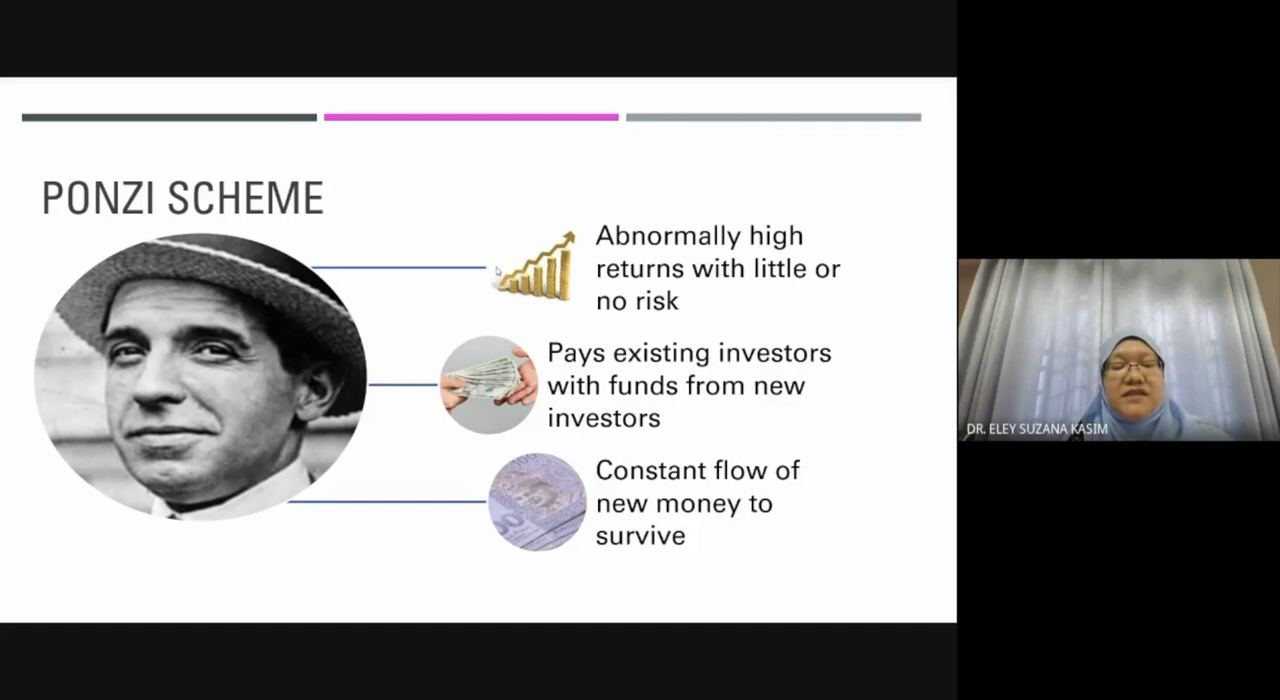 PONZI SCHEME
Abnormally high
returns with little or
no risk
Pays existing investors
with funds from new
investors
Constant flow of
new money to
survive
DR. ELEY SUZANA KASIM